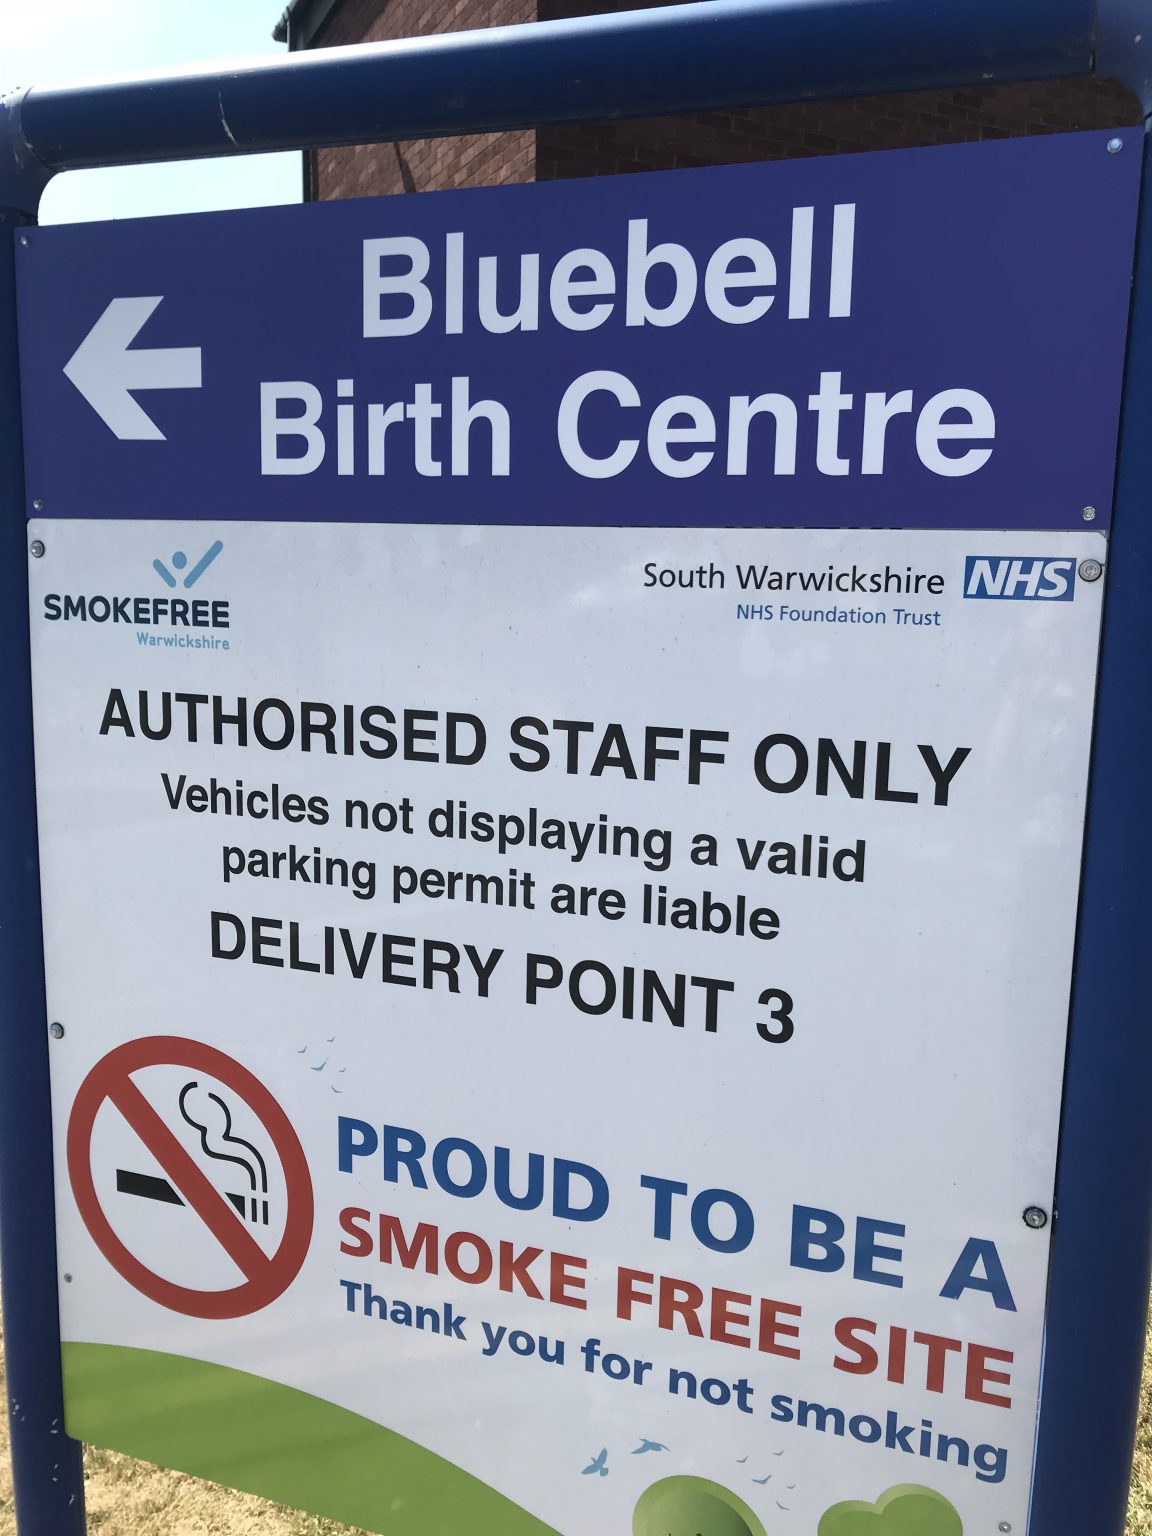 Bluebell
Birth Centre
SMOKEFREE
Warwickshire
South Warwickshire NHS
NHS Foundation Trust
AUTHORISED STAFF ONLY
Vehicles not displaying a valid
parking permit are liable
DELIVERY POINT 3
PROUD TO BE A
SMOKE FREE SITE
Thank you for not smoking